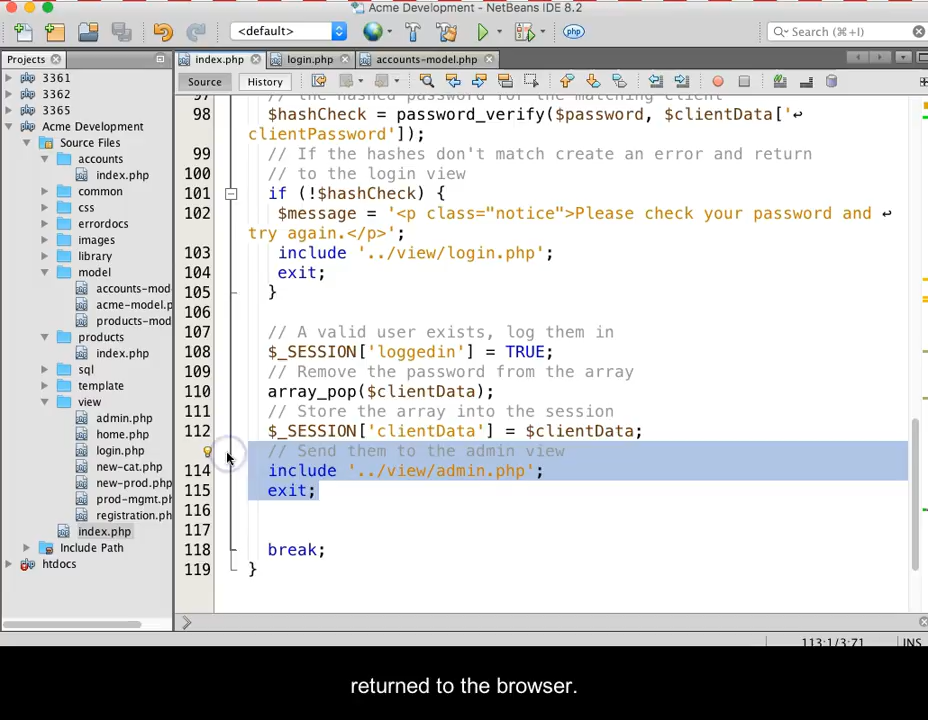 Acme Development - NetBeans IDE 8.2
<default>
php
Search (⌘+I)
Projects
index.php
login.php
accounts-model.php
Source
History
3361
3362
3365
Acme Development
Source Files
accounts
index.php
common
css
errordocs
images
library
model
accounts-mod
acme-model.p
products-mod
products
index.php
sql
template
view
admin.php
home.php
login.php
new-cat.php
new-prod.php
prod-mgmt.ph
registration.ph
index.php
Include Path
htdocs
98 $hashCheck = password_verify($password, $clientData['
clientPassword']);
99 // If the hashes don't match create an error and return
100 // to the login view
101 if (!$hashCheck) {
102 $message = '<p class="notice">Please check your password and
try again.</p>';
103 include '../view/login.php';
104 exit;
105 }
106
107 // A valid user exists, log them in
108 $_SESSION['loggedin'] = TRUE;
109 // Remove the password from the array
110 array_pop($clientData);
111 // Store the array into the session
112 $_SESSION['clientData'] = $clientData;
// Send them to the admin view
114 include '../view/admin.php';
115 exit;
116
117
118 break;
119 }
113:1/3:71 INS
returned to the browser.